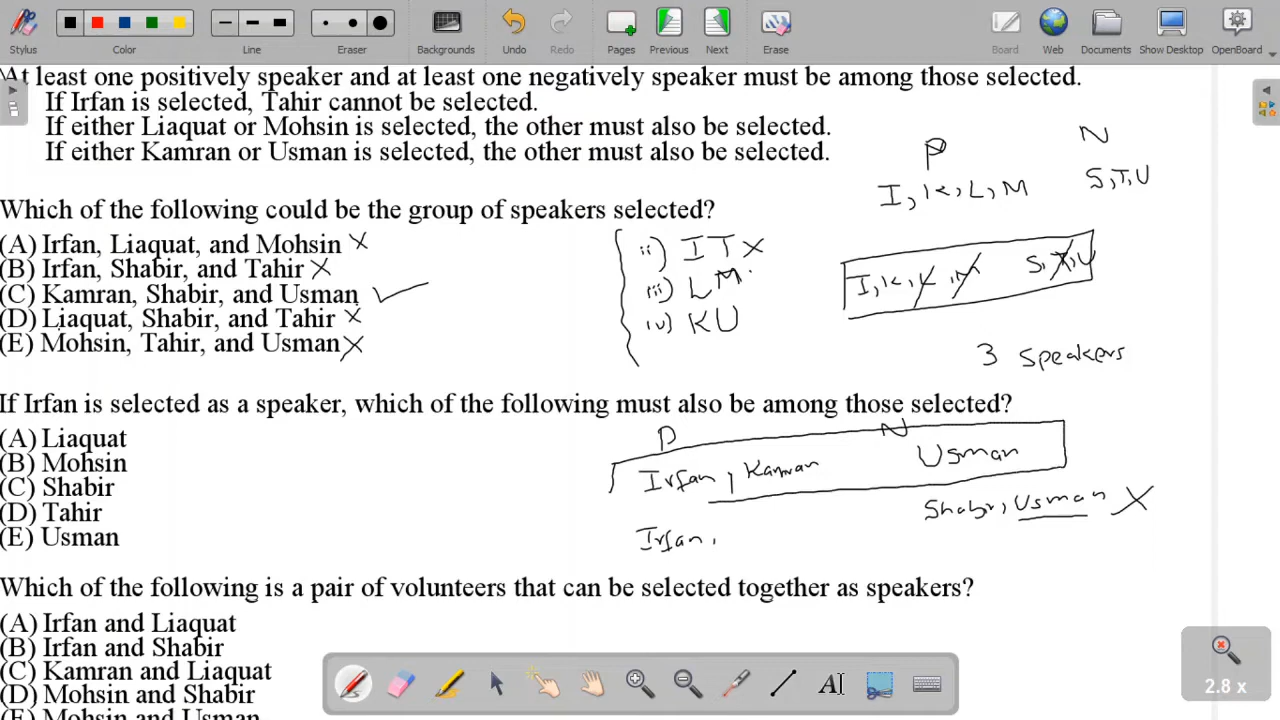 Stylus Color Line Eraser Backgrounds Undo Redo Pages Previous Next Erase Board Web Documents Show Desktop OpenBoard
At least one positively speaker and at least one negatively speaker must be among those selected.
If Irfan is selected, Tahir cannot be selected.
If either Liaquat or Mohsin is selected, the other must also be selected.
If either Kamran or Usman is selected, the other must also be selected.
P N
I, K, L, M S, T, U
Which of the following could be the group of speakers selected?
(A) Irfan, Liaquat, and Mohsin X
(B) Irfan, Shabir, and Tahir X
(C) Kamran, Shabir, and Usman ✓
(D) Liaquat, Shabir, and Tahir X
(E) Mohsin, Tahir, and Usman X
ii) I T X
iii) L M
iv) K U
I, K, L, M S, T, U
3 Speakers
If Irfan is selected as a speaker, which of the following must also be among those selected?
(A) Liaquat
(B) Mohsin
(C) Shabir
(D) Tahir
(E) Usman
P N
Irfan, Kamran Usman
Shabir, Usman X
Irfan,
Which of the following is a pair of volunteers that can be selected together as speakers?
(A) Irfan and Liaquat
(B) Irfan and Shabir
(C) Kamran and Liaquat
(D) Mohsin and Shabir
(E) Mohsin and Usman
2.8 x